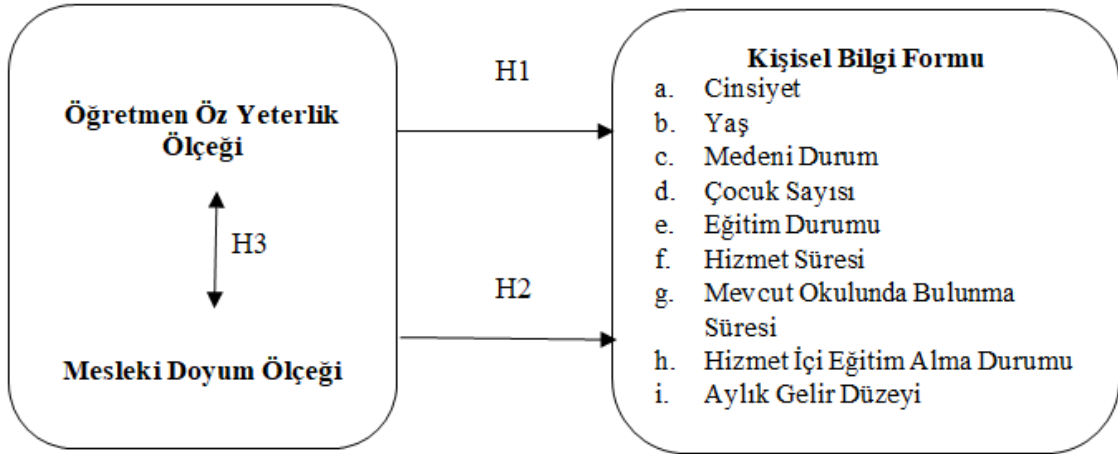 Öğretmen Öz Yeterlik
Ölçeği
H3
Mesleki Doyum Ölçeği
H1
H2
Kişisel Bilgi Formu
a. Cinsiyet
b. Yaş
c. Medeni Durum
d. Çocuk Sayısı
e. Eğitim Durumu
f. Hizmet Süresi
g. Mevcut Okulunda Bulunma
Süresi
h. Hizmet İçi Eğitim Alma Durumu
i. Aylık Gelir Düzeyi